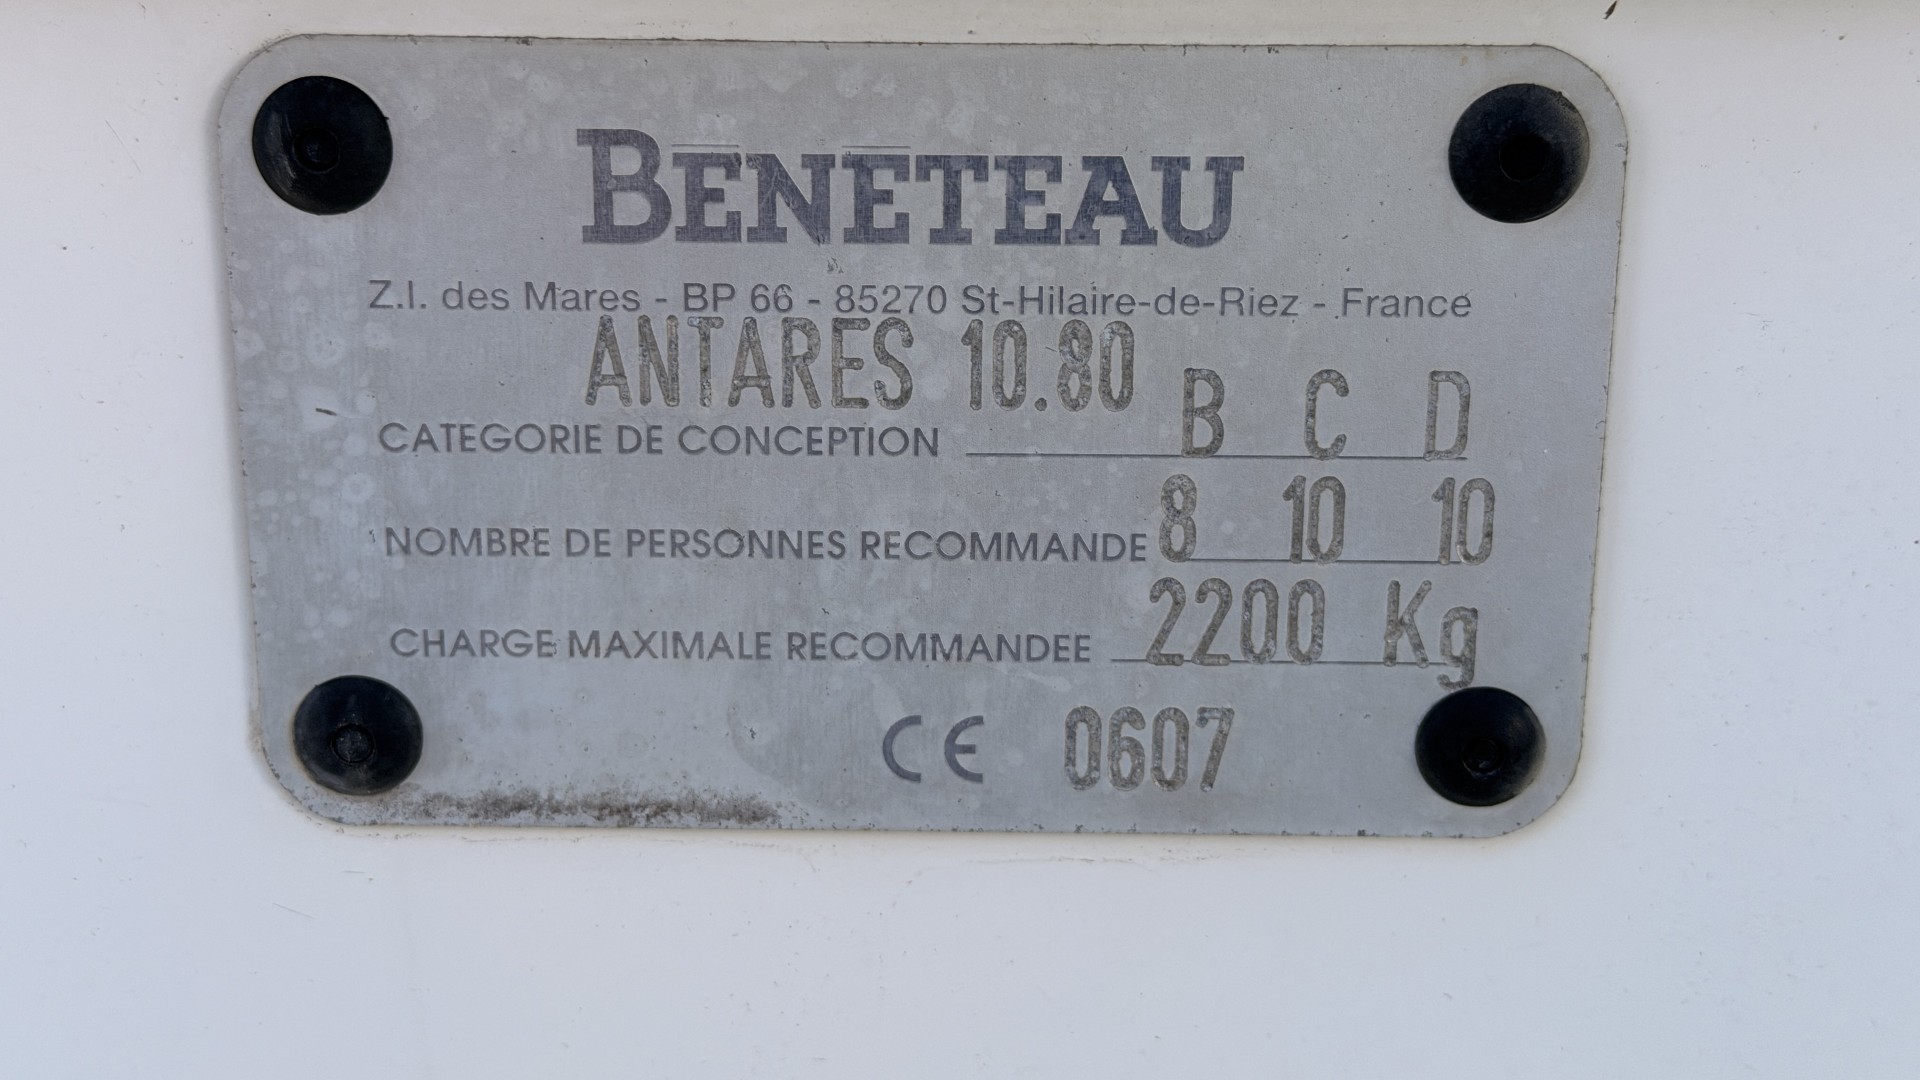 BENETEAU
Z.I. des Mares - BP 66 - 85270 St-Hilaire-de-Riez - France
ANTARES 10.80
CATEGORIE DE CONCEPTION B C D
NOMBRE DE PERSONNES RECOMMANDE 8 10 10
CHARGE MAXIMALE RECOMMANDEE 2200 Kg
CE 0607